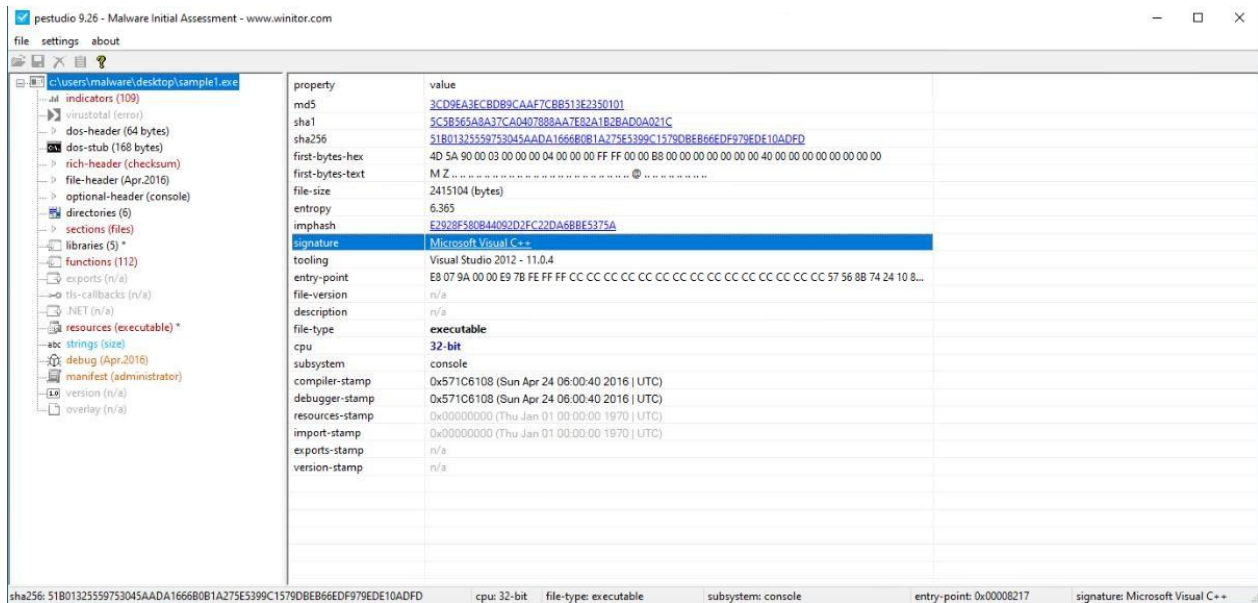 pestudio 9.26 - Malware Initial Assessment - www.winitor.com
file settings about
c:\users\malware\desktop\sample1.exe
indicators (109)
virustotal (error)
dos-header (64 bytes)
dos-stub (168 bytes)
rich-header (checksum)
file-header (Apr.2016)
optional-header (console)
directories (6)
sections (files)
libraries (5) *
functions (112)
exports (n/a)
tls-callbacks (n/a)
.NET (n/a)
resources (executable) *
abc strings (size)
debug (Apr.2016)
manifest (administrator)
1.0 version (n/a)
overlay (n/a)
property value
md5 3CD9EA3ECBDB9CAAF7CBB513E2350101
sha1 5C5B565A8A37CA0407888AA7E82A1B2BAD0A021C
sha256 51B01325559753045AADA1666B0B1A275E5399C1579DBEB66EDF979EDE10ADFD
first-bytes-hex 4D 5A 90 00 03 00 00 00 04 00 00 00 FF FF 00 00 B8 00 00 00 00 00 00 00 40 00 00 00 00 00 00 00
first-bytes-text M Z .. .. .. .. .. .. .. .. .. .. .. .. .. .. .. .. .. .. .. .. @ .. .. .. .. .. .. ..
file-size 2415104 (bytes)
entropy 6.365
imphash E2928F580B44092D2FC22DA6BBE5375A
signature Microsoft Visual C++
tooling Visual Studio 2012 - 11.0.4
entry-point E8 07 9A 00 00 E9 7B FE FF FF CC CC CC CC CC CC CC CC CC CC CC CC CC CC CC 57 56 8B 74 24 10 8...
file-version n/a
description n/a
file-type executable
cpu 32-bit
subsystem console
compiler-stamp 0x571C6108 (Sun Apr 24 06:00:40 2016 | UTC)
debugger-stamp 0x571C6108 (Sun Apr 24 06:00:40 2016 | UTC)
resources-stamp 0x00000000 (Thu Jan 01 00:00:00 1970 | UTC)
import-stamp 0x00000000 (Thu Jan 01 00:00:00 1970 | UTC)
exports-stamp n/a
version-stamp n/a
sha256: 51B01325559753045AADA1666B0B1A275E5399C1579DBEB66EDF979EDE10ADFD cpu: 32-bit file-type: executable subsystem: console entry-point: 0x00008217 signature: Microsoft Visual C++